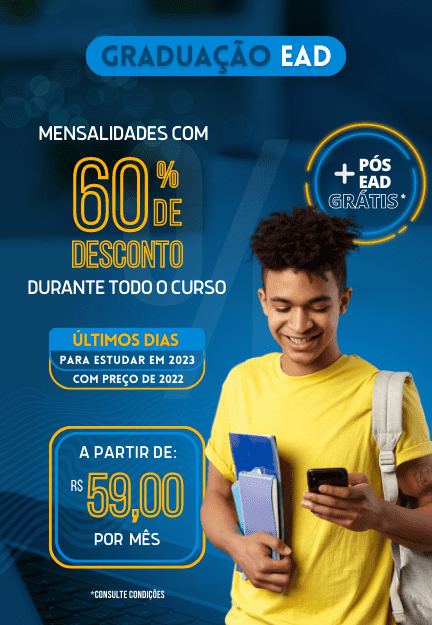 GRADUAÇÃO EAD
MENSALIDADES COM
60%
DE
DESCONTO
DURANTE TODO O CURSO
+ PÓS
EAD
GRÁTIS*
ÚLTIMOS DIAS
PARA ESTUDAR EM 2023
COM PREÇO DE 2022
A PARTIR DE:
R$ 59,00
POR MÊS
*CONSULTE CONDIÇÕES